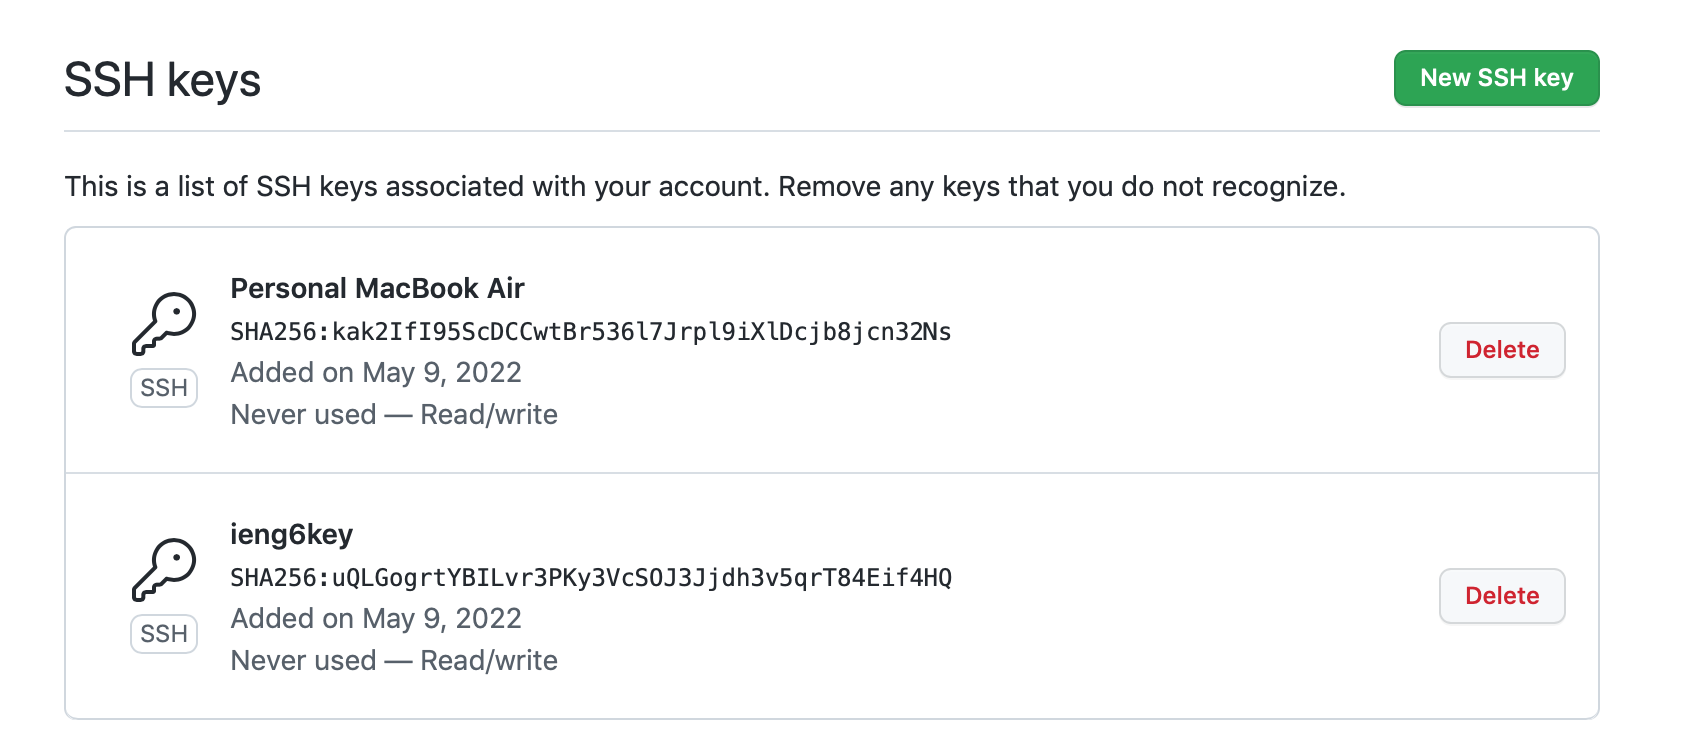 SSH keys
New SSH key
This is a list of SSH keys associated with your account. Remove any keys that you do not recognize.
Personal MacBook Air
SHA256:kak2IfI95ScDCCwtBr536l7Jrpl9iXlDcjb8jcn32Ns
Added on May 9, 2022
Never used — Read/write
SSH
Delete
ieng6key
SHA256:uQLGogrtYBILvr3PKy3VcSOJ3Jjdh3v5qrT84Eif4HQ
Added on May 9, 2022
Never used — Read/write
SSH
Delete